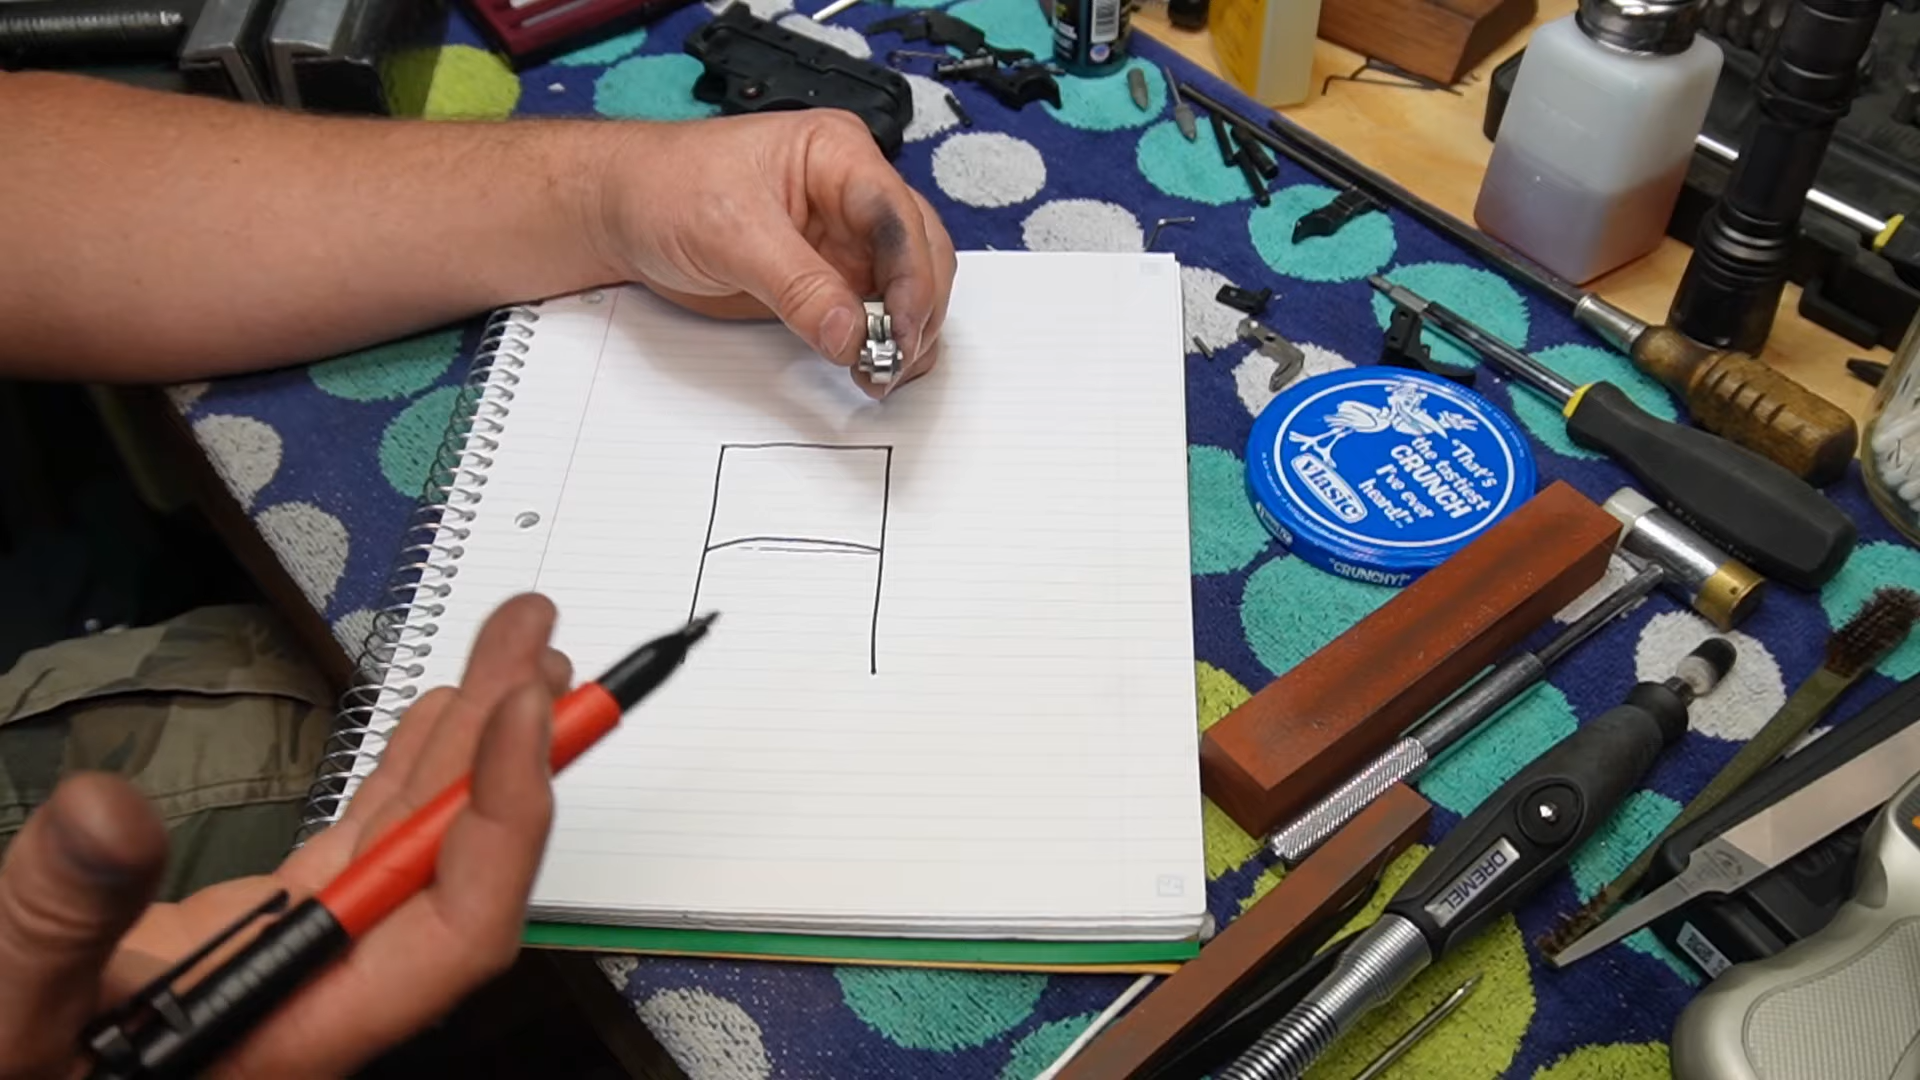 "That's
the tastiest
CRUNCH
I've ever
heard!"
Vlasic
"CRUNCHY!"
DREMEL